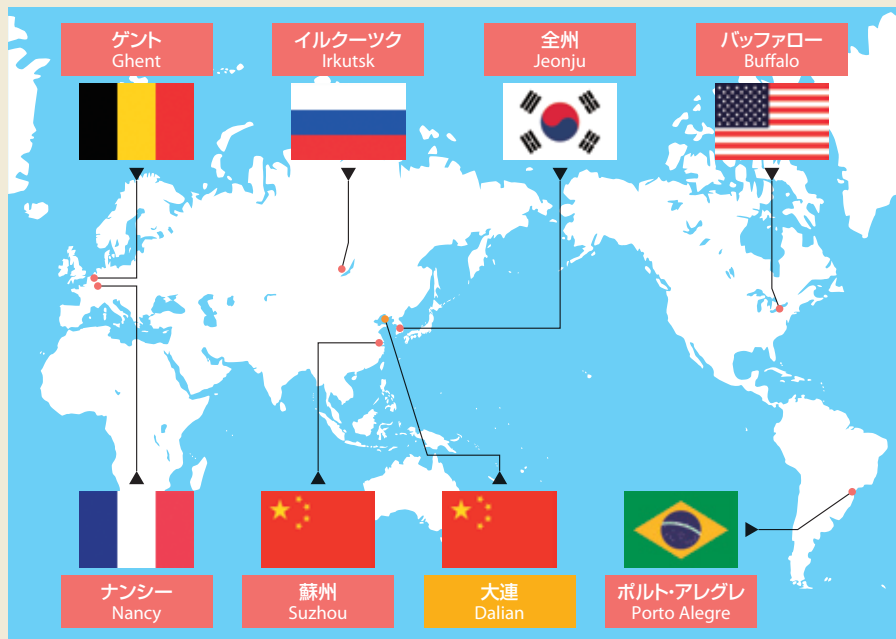 ゲント
Ghent
イルクーツク
Irkutsk
全州
Jeonju
バッファロー
Buffalo
ナンシー
Nancy
蘇州
Suzhou
大連
Dalian
ポルト・アレグレ
Porto Alegre